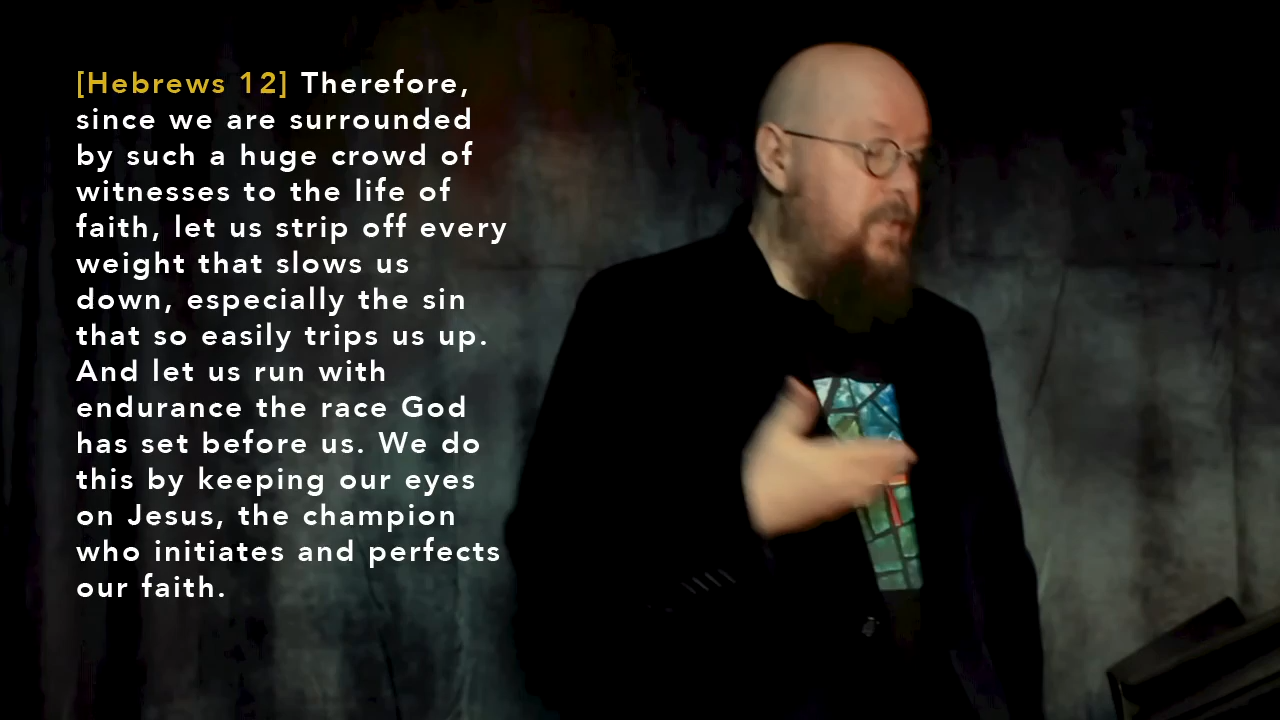 [Hebrews 12] Therefore,
since we are surrounded
by such a huge crowd of
witnesses to the life of
faith, let us strip off every
weight that slows us
down, especially the sin
that so easily trips us up.
And let us run with
endurance the race God
has set before us. We do
this by keeping our eyes
on Jesus, the champion
who initiates and perfects
our faith.